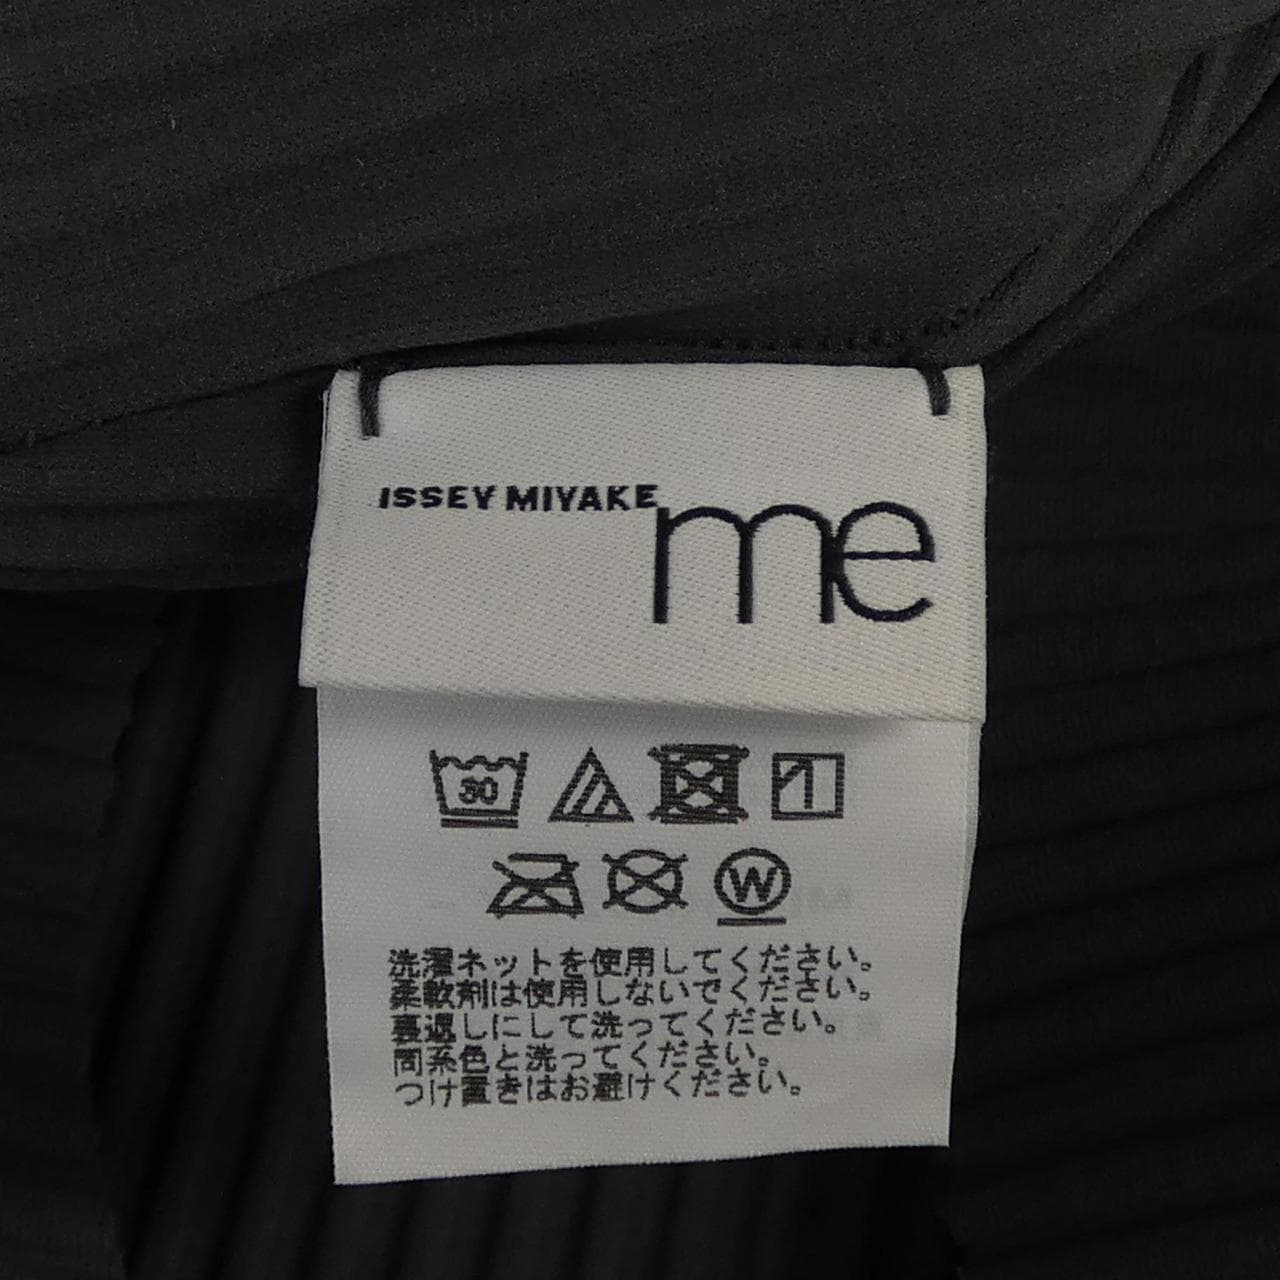 ISSEY MIYAKE
me
30
W
洗濯ネットを使用してください。
柔軟剤は使用しないでください。
裏返しにして洗ってください。
同系色と洗ってください。
つけ置きはお避けください。